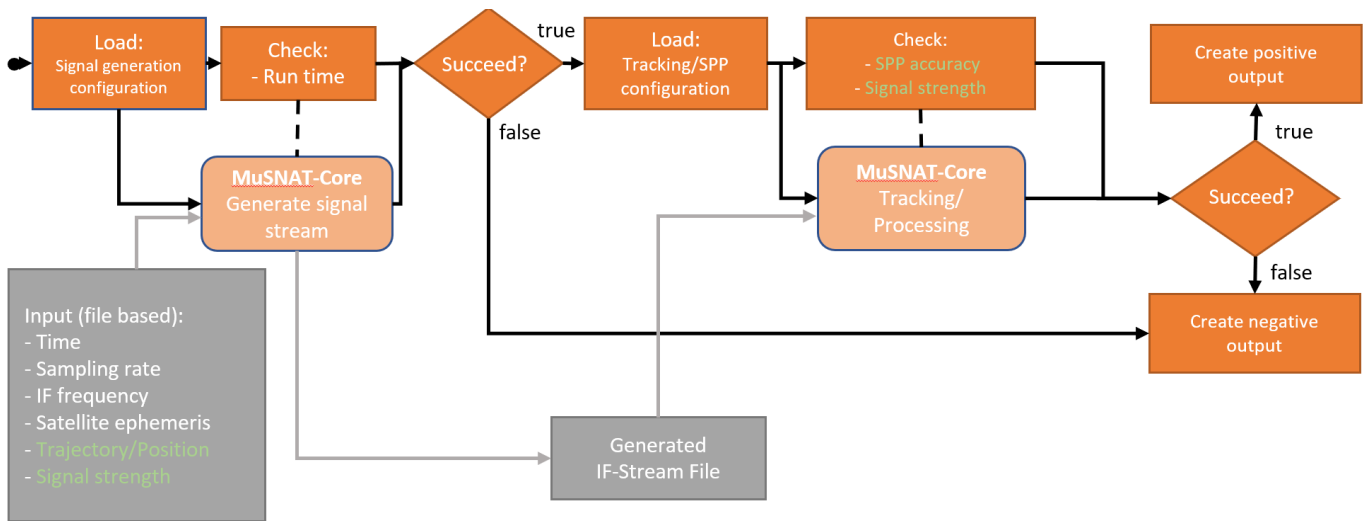 Load:
Signal generation
configuration
Check:
- Run time
Succeed?
true
false
Load:
Tracking/SPP
configuration
Check:
- SPP accuracy
- Signal strength
Create positive
output
true
Succeed?
false
Create negative
output
MuSNAT-Core
Generate signal
stream
MuSNAT-Core
Tracking/
Processing
Input (file based):
- Time
- Sampling rate
- IF frequency
- Satellite ephemeris
- Trajectory/Position
- Signal strength
Generated
IF-Stream File